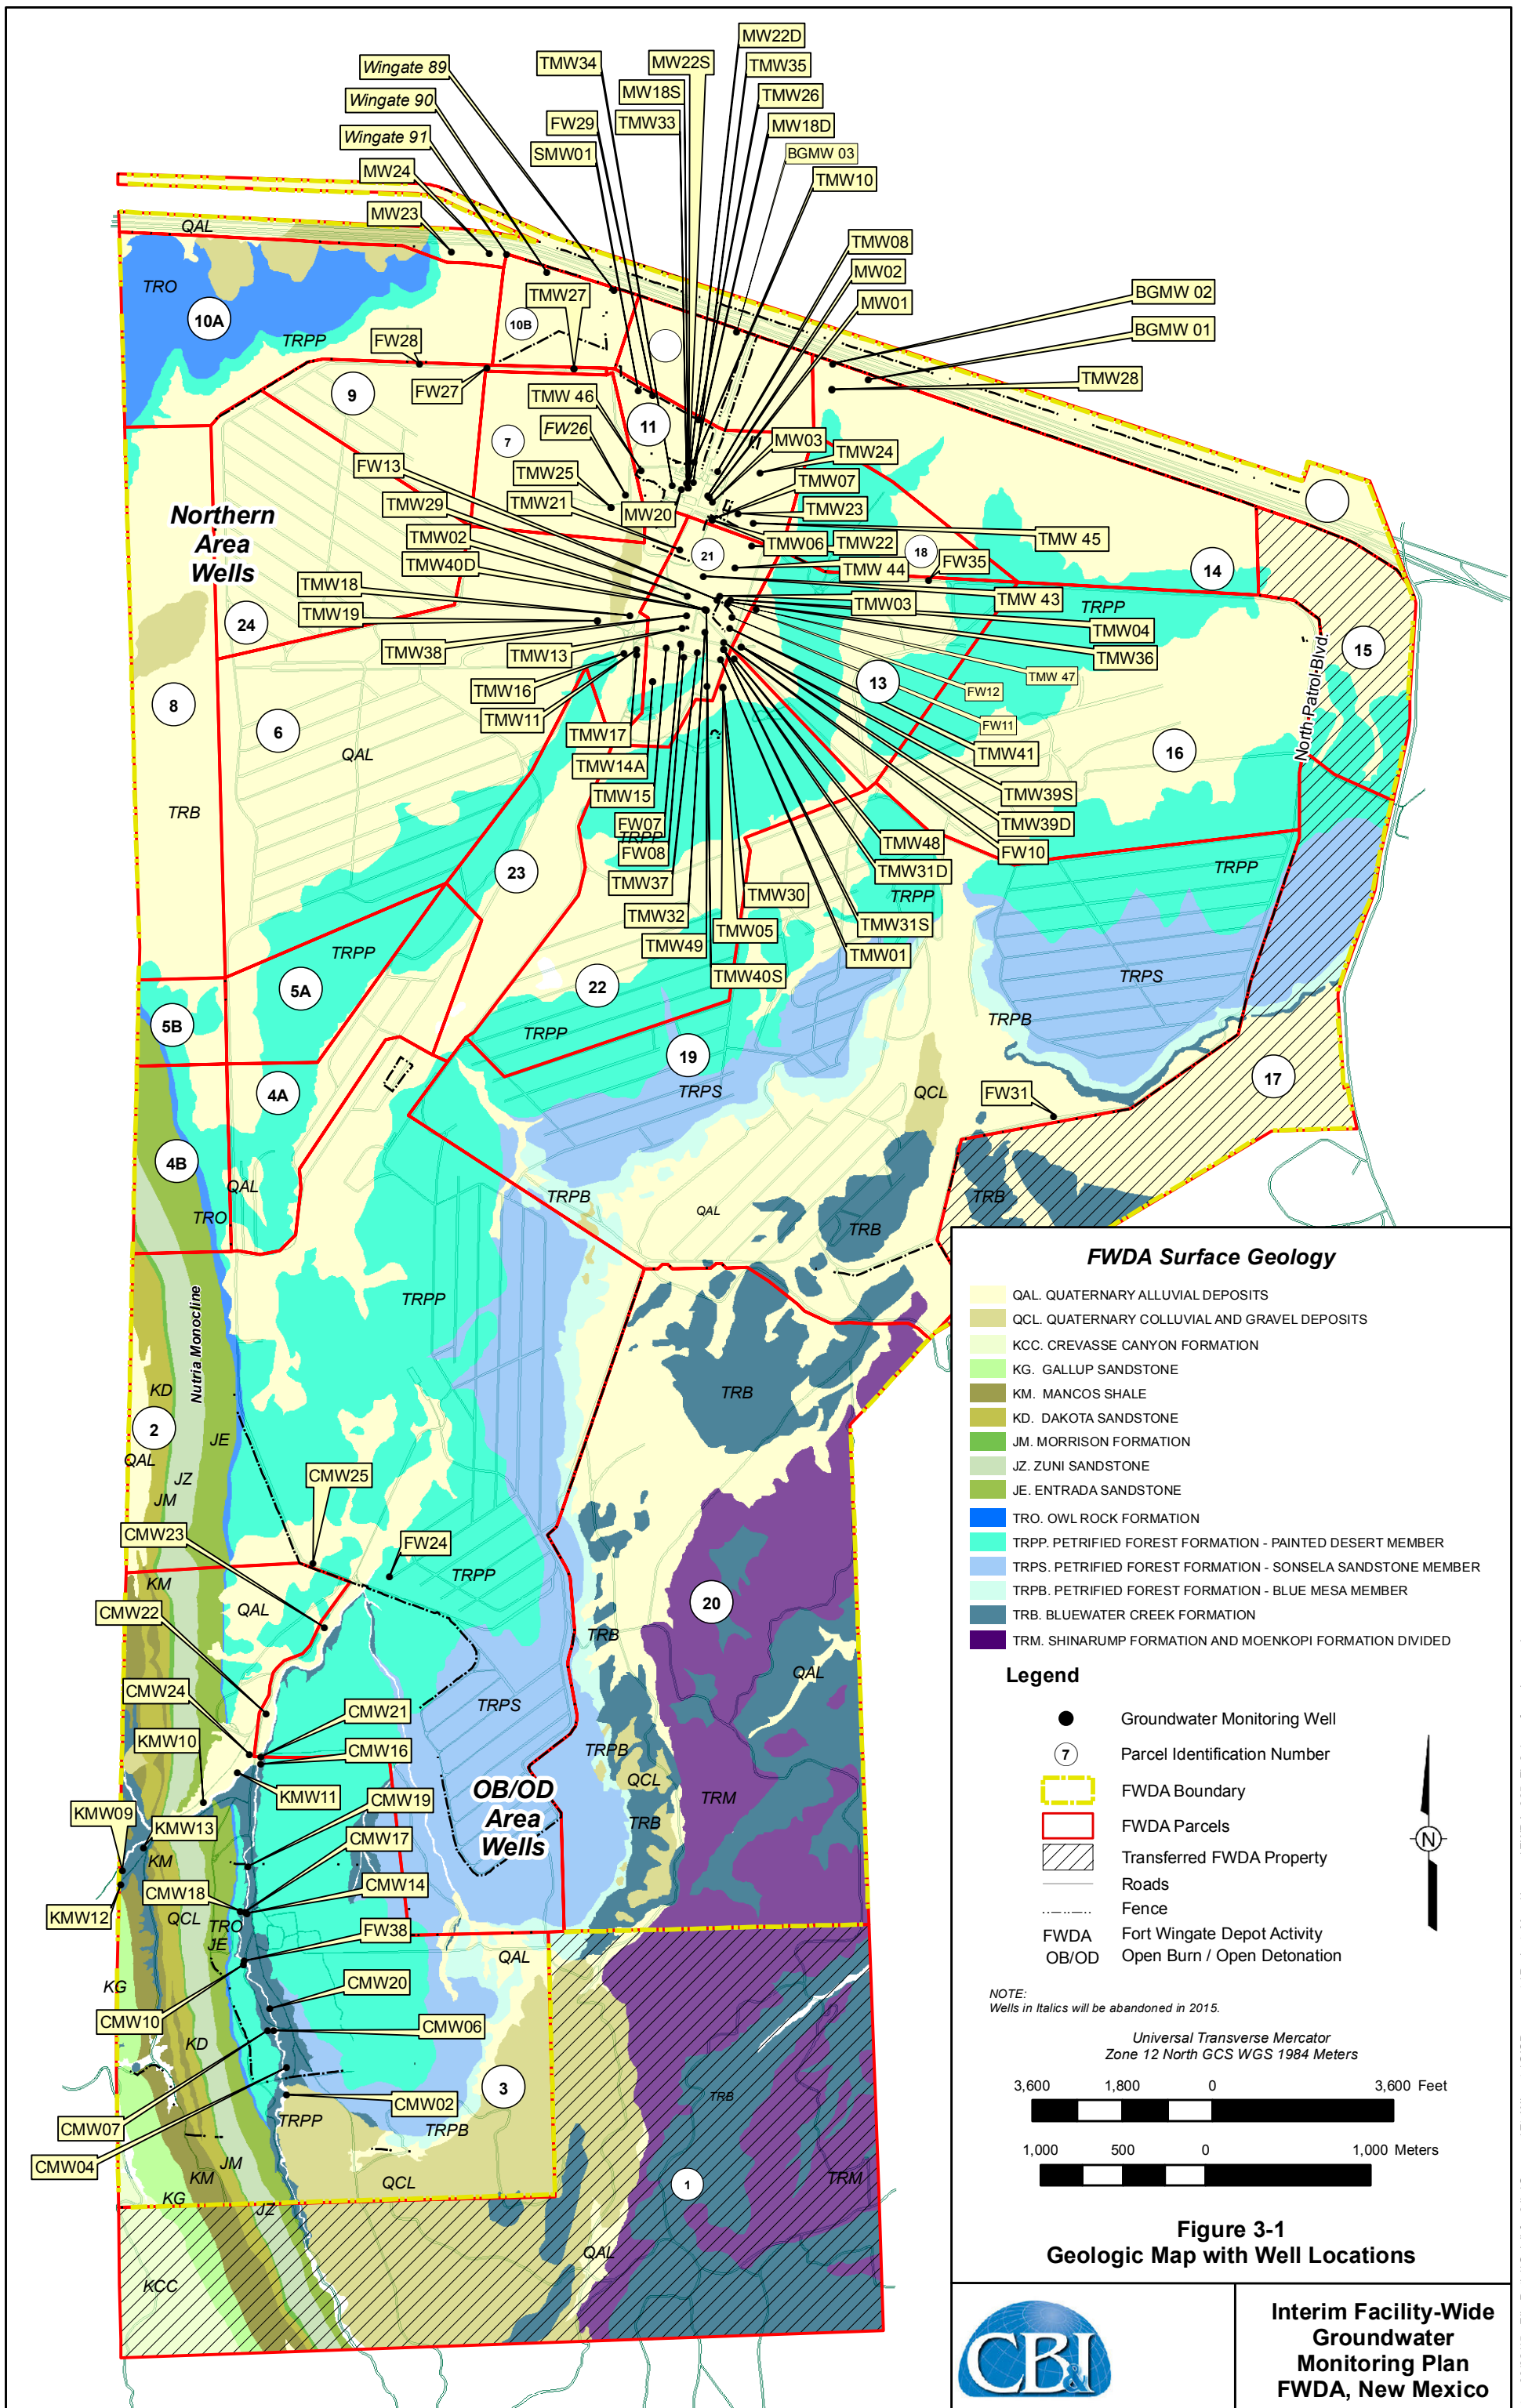 MW22D
Wingate 89
TMW34
MW22S
TMW35
Wingate 90
MW18S
TMW26
Wingate 91
FW29
TMW33
MW18D
SMW01
BGMW 03
MW24
TMW10
MW23
QAL
TMW08
MW02
TRO
TMW27
MW01
BGMW 02
10A
10B
BGMW 01
TRPP
FW28
FW27
TMW28
9
TMW 46
11
FW26
7
MW03
TMW24
FW13
TMW25
TMW07
TMW29
TMW21
MW20
TMW23
Northern
Area
Wells
TMW02
TMW06
TMW22
TMW 45
TMW40D
21
18
FW35
14
TMW 44
TMW18
TMW03
TMW 43
TRPP
TMW19
TMW04
24
TMW38
TMW13
TMW36
15
TMW16
13
TMW 47
FW12
8
TMW11
FW11
North Patrol Blvd.
6
TMW17
TMW41
16
QAL
TMW14A
TMW15
TMW39S
TRB
FW07
TRPP
TMW39D
FW08
TMW48
FW10
23
TMW37
TMW31D
TRPP
TRPP
TMW30
TMW32
TMW05
TMW31S
TMW49
TMW01
TRPP
TMW40S
5A
22
TRPS
5B
TRPP
TRPB
19
4A
TRPS
QCL
FW31
17
4B
QAL
TRPB
TRO
QAL
TRB
TRB
TRPP
Nutria Monocline
KD
TRB
2
JE
QAL
JZ
JM
CMW25
CMW23
FW24
KM
TRPP
QAL
20
CMW22
TRB
QAL
CMW24
CMW21
TRPS
KMW10
CMW16
TRPB
QCL
KMW11
OB/OD
Area
Wells
TRM
CMW19
KMW09
KMW13
TRB
KM
CMW17
CMW18
CMW14
KMW12
QCL
TRO
FW38
JE
QAL
KG
CMW20
CMW10
CMW06
KD
3
CMW02
TRB
CMW07
TRPP
TRPB
JM
CMW04
KM
QCL
1
TRM
KG
JZ
QAL
KCC
FWDA Surface Geology
QAL. QUATERNARY ALLUVIAL DEPOSITS
QCL. QUATERNARY COLLUVIAL AND GRAVEL DEPOSITS
KCC. CREVASSE CANYON FORMATION
KG. GALLUP SANDSTONE
KM. MANCOS SHALE
KD. DAKOTA SANDSTONE
JM. MORRISON FORMATION
JZ. ZUNI SANDSTONE
JE. ENTRADA SANDSTONE
TRO. OWL ROCK FORMATION
TRPP. PETRIFIED FOREST FORMATION - PAINTED DESERT MEMBER
TRPS. PETRIFIED FOREST FORMATION - SONSELA SANDSTONE MEMBER
TRPB. PETRIFIED FOREST FORMATION - BLUE MESA MEMBER
TRB. BLUEWATER CREEK FORMATION
TRM. SHINARUMP FORMATION AND MOENKOPI FORMATION DIVIDED
Legend
Groundwater Monitoring Well
7 Parcel Identification Number
FWDA Boundary
FWDA Parcels
Transferred FWDA Property
Roads
Fence
FWDA Fort Wingate Depot Activity
OB/OD Open Burn / Open Detonation
N
NOTE:
Wells in Italics will be abandoned in 2015.
Universal Transverse Mercator
Zone 12 North GCS WGS 1984 Meters
3,600 1,800 0 3,600 Feet
1,000 500 0 1,000 Meters
Figure 3-1
Geologic Map with Well Locations
CB&I
Interim Facility-Wide
Groundwater
Monitoring Plan
FWDA, New Mexico